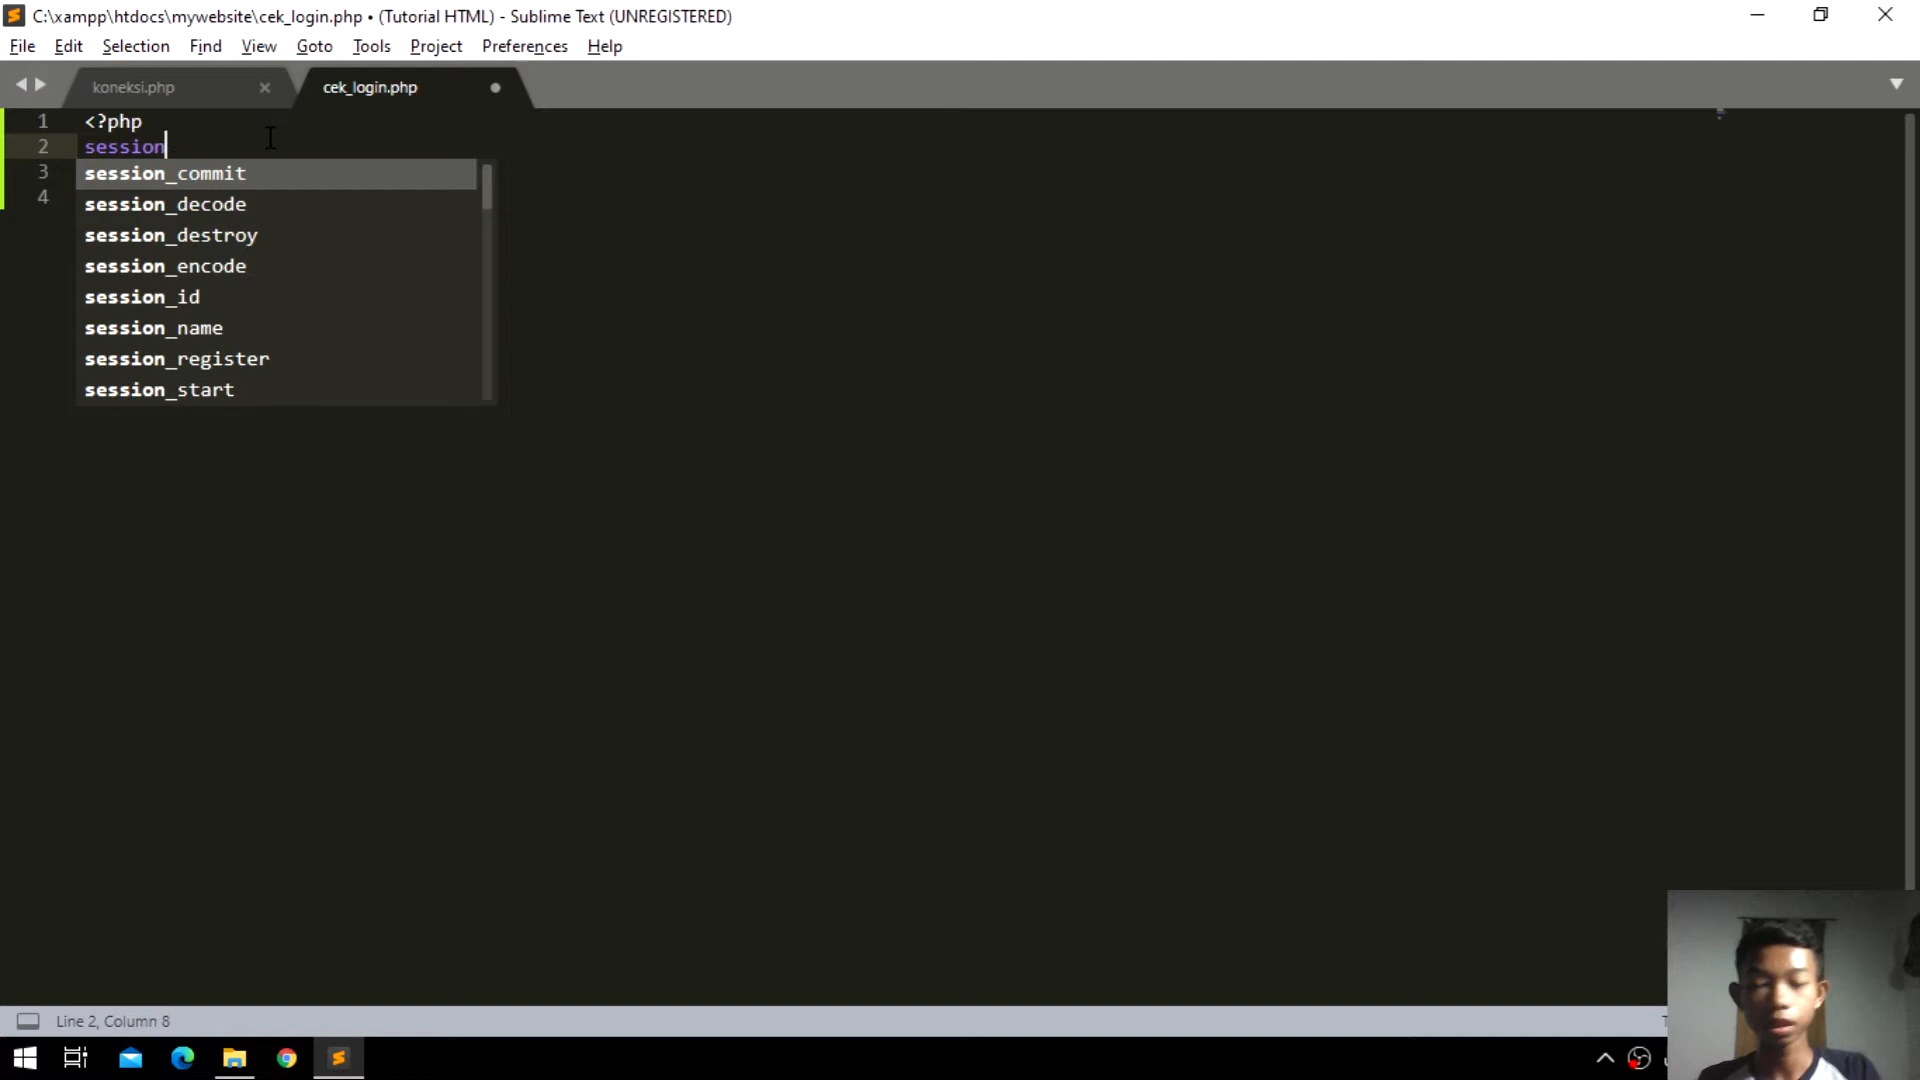 C:\xampp\htdocs\mywebsite\cek_login.php • (Tutorial HTML) - Sublime Text (UNREGISTERED)
File Edit Selection Find View Goto Tools Project Preferences Help
koneksi.php cek_login.php
1 <?php
2 session
3 session_commit
4 session_decode
session_destroy
session_encode
session_id
session_name
session_register
session_start
Line 2, Column 8